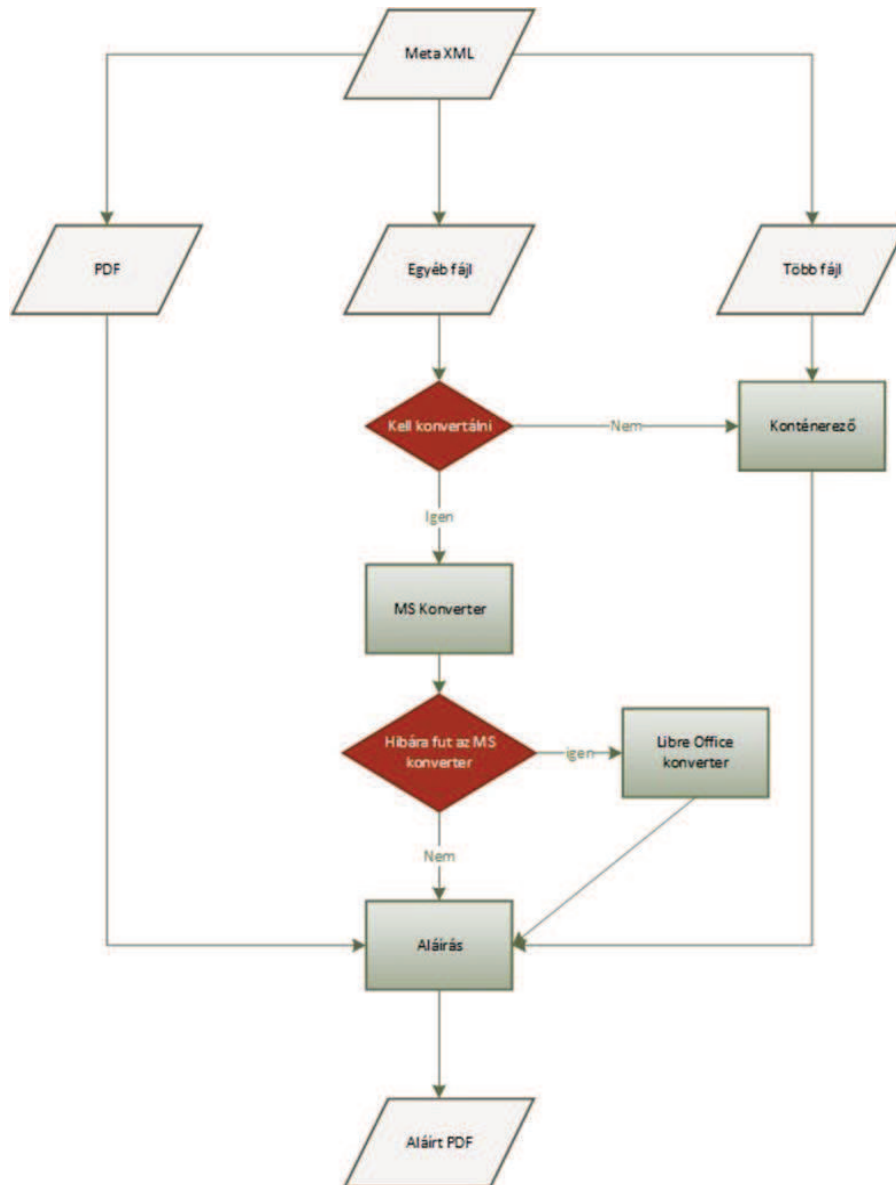 Meta XML
PDF
Egyéb fájl
Több fájl
Kell konvertálni
Nem
Konténerező
Igen
MS Konverter
Hibára fut az MS
konverter
igen
Libre Office
konverter
Nem
Aláírás
Aláírt PDF